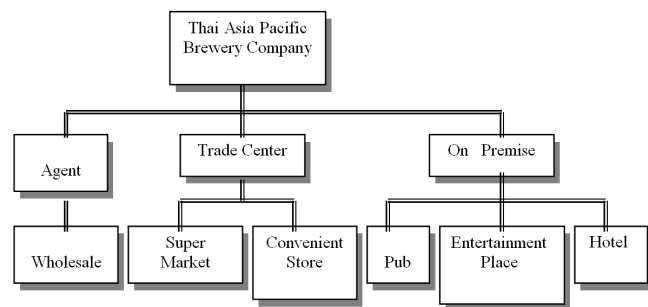 Thai Asia Pacific
Brewery Company
Agent
Trade Center
On Premise
Wholesale
Super
Market
Convenient
Store
Pub
Entertainment
Place
Hotel